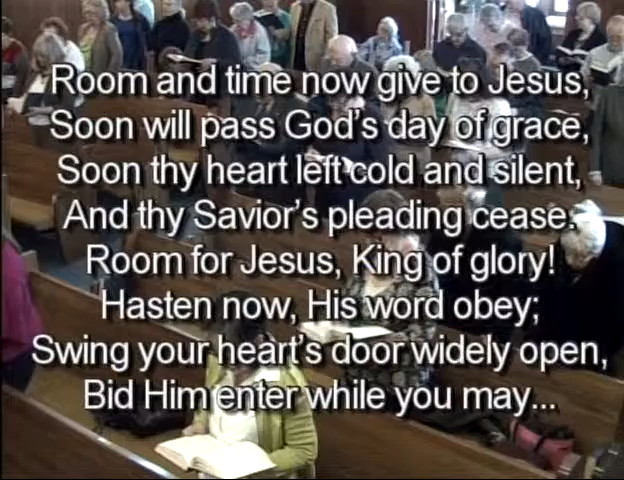 Room and time now give to Jesus,
Soon will pass God's day of grace,
Soon thy heart left cold and silent,
And thy Savior's pleading cease.
Room for Jesus, King of glory!
Hasten now, His word obey;
Swing your heart's door widely open,
Bid Him enter while you may...